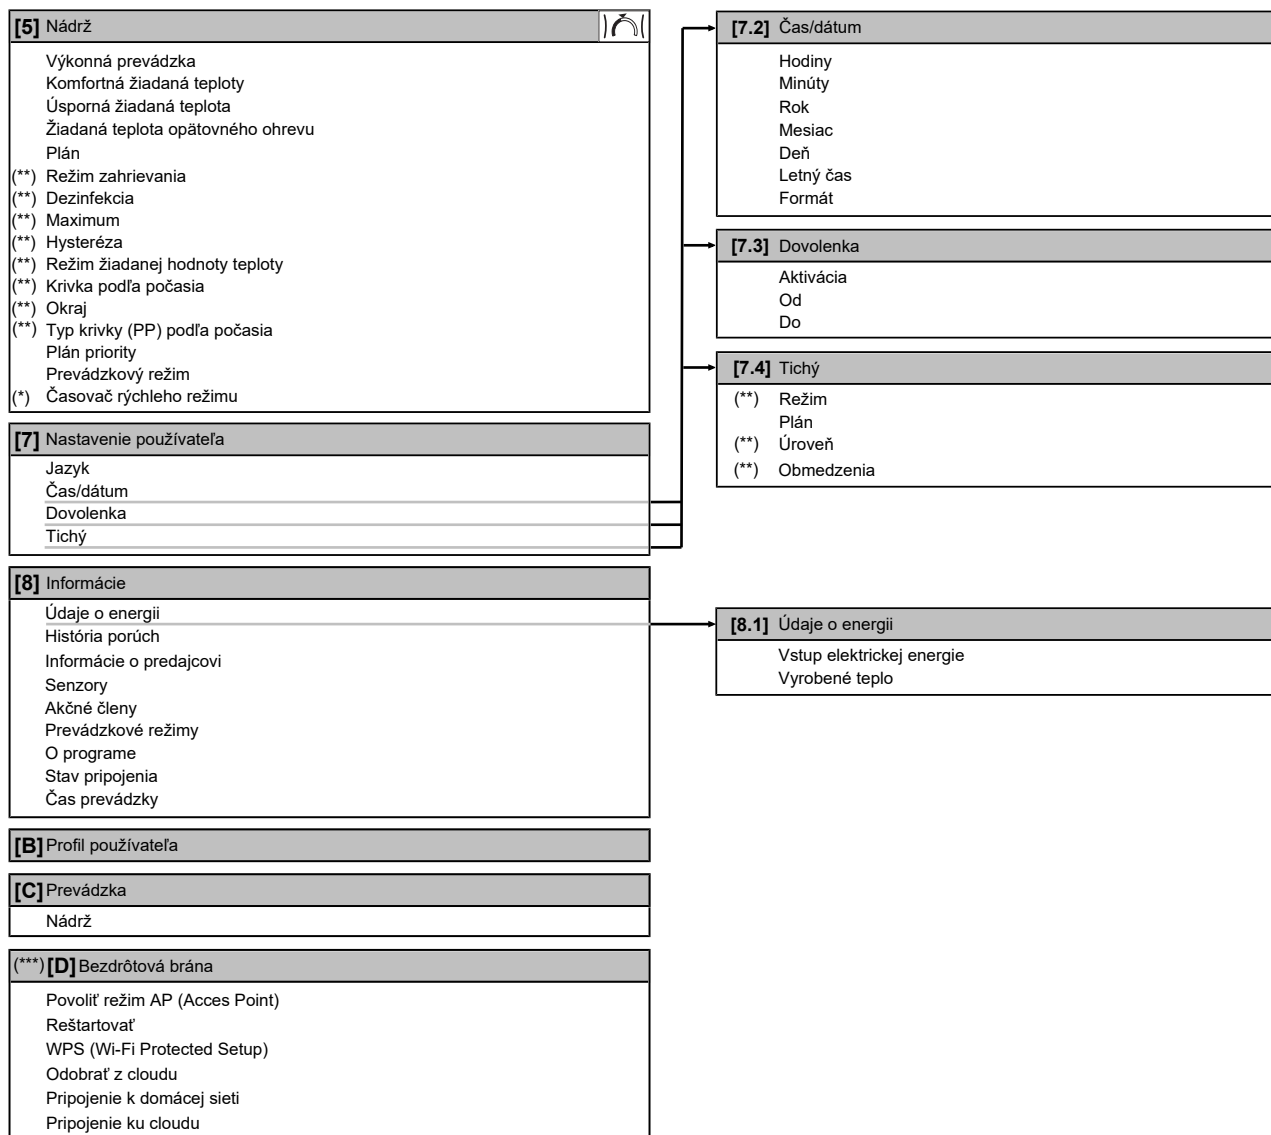 [5] Nádrž
Výkonná prevádzka
Komfortná žiadaná teploty
Úsporná žiadaná teplota
Žiadaná teplota opätovného ohrevu
Plán
(**) Režim zahrievania
(**) Dezinfekcia
(**) Maximum
(**) Hysteréza
(**) Režim žiadanej hodnoty teploty
(**) Krivka podľa počasia
(**) Okraj
(**) Typ krivky (PP) podľa počasia
Plán priority
Prevádzkový režim
(*) Časovač rýchleho režimu
[7] Nastavenie používateľa
Jazyk
Čas/dátum
Dovolenka
Tichý
[8] Informácie
Údaje o energii
História porúch
Informácie o predajcovi
Senzory
Akčné členy
Prevádzkové režimy
O programe
Stav pripojenia
Čas prevádzky
[B] Profil používateľa
[C] Prevádzka
Nádrž
(***) [D] Bezdrôtová brána
Povoliť režim AP (Acces Point)
Reštartovať
WPS (Wi-Fi Protected Setup)
Odobrať z cloudu
Pripojenie k domácej sieti
Pripojenie ku cloudu
[7.2] Čas/dátum
Hodiny
Minúty
Rok
Mesiac
Deň
Letný čas
Formát
[7.3] Dovolenka
Aktivácia
Od
Do
[7.4] Tichý
(**) Režim
Plán
(**) Úroveň
(**) Obmedzenia
[8.1] Údaje o energii
Vstup elektrickej energie
Vyrobené teplo